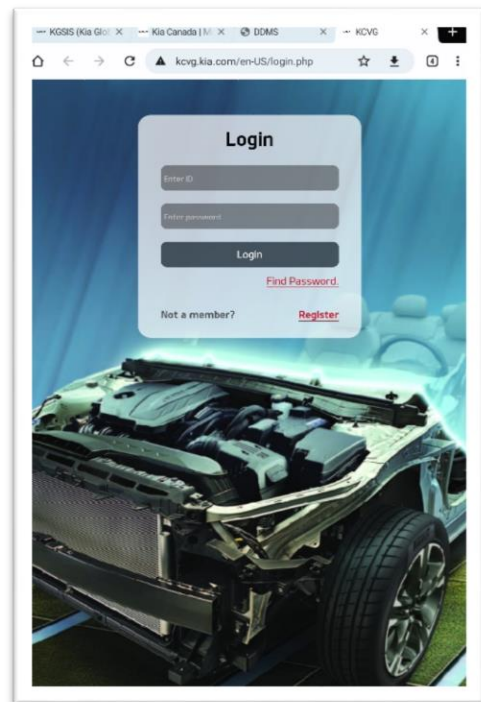 KGSIS (Kia Glo
Kia Canada | M
DDMS
KCVG
kcvg.kia.com/en-US/login.php
4
Login
Enter ID
Enter password
Login
Find Password.
Not a member?
Register